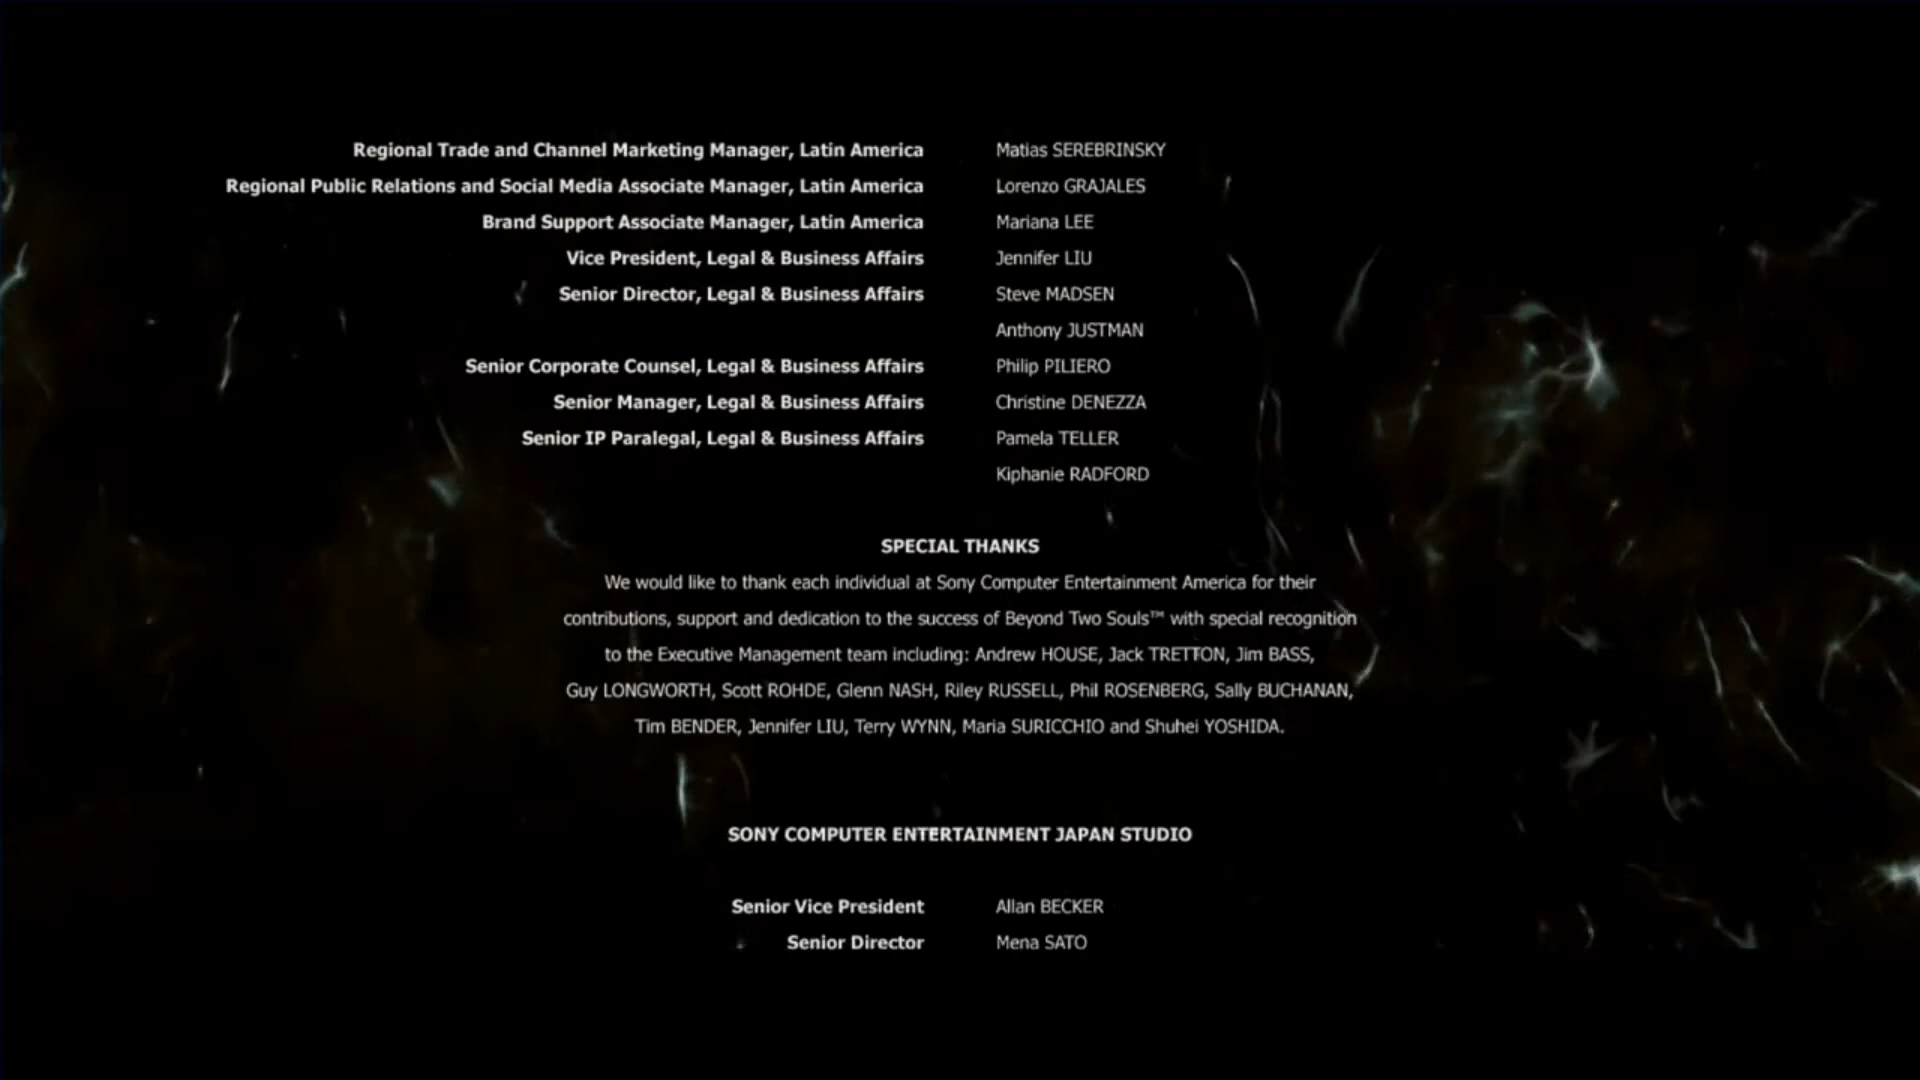 Regional Trade and Channel Marketing Manager, Latin America Matias SEREBRINSKY
Regional Public Relations and Social Media Associate Manager, Latin America Lorenzo GRAJALES
Brand Support Associate Manager, Latin America Mariana LEE
Vice President, Legal & Business Affairs Jennifer LIU
Senior Director, Legal & Business Affairs Steve MADSEN
Anthony JUSTMAN
Senior Corporate Counsel, Legal & Business Affairs Philip PILIERO
Senior Manager, Legal & Business Affairs Christine DENEZZA
Senior IP Paralegal, Legal & Business Affairs Pamela TELLER
Kiphanie RADFORD
SPECIAL THANKS
We would like to thank each individual at Sony Computer Entertainment America for their
contributions, support and dedication to the success of Beyond Two Souls™ with special recognition
to the Executive Management team including: Andrew HOUSE, Jack TRETTON, Jim BASS,
Guy LONGWORTH, Scott ROHDE, Glenn NASH, Riley RUSSELL, Phil ROSENBERG, Sally BUCHANAN,
Tim BENDER, Jennifer LIU, Terry WYNN, Maria SURICCHIO and Shuhei YOSHIDA.
SONY COMPUTER ENTERTAINMENT JAPAN STUDIO
Senior Vice President Allan BECKER
Senior Director Mena SATO